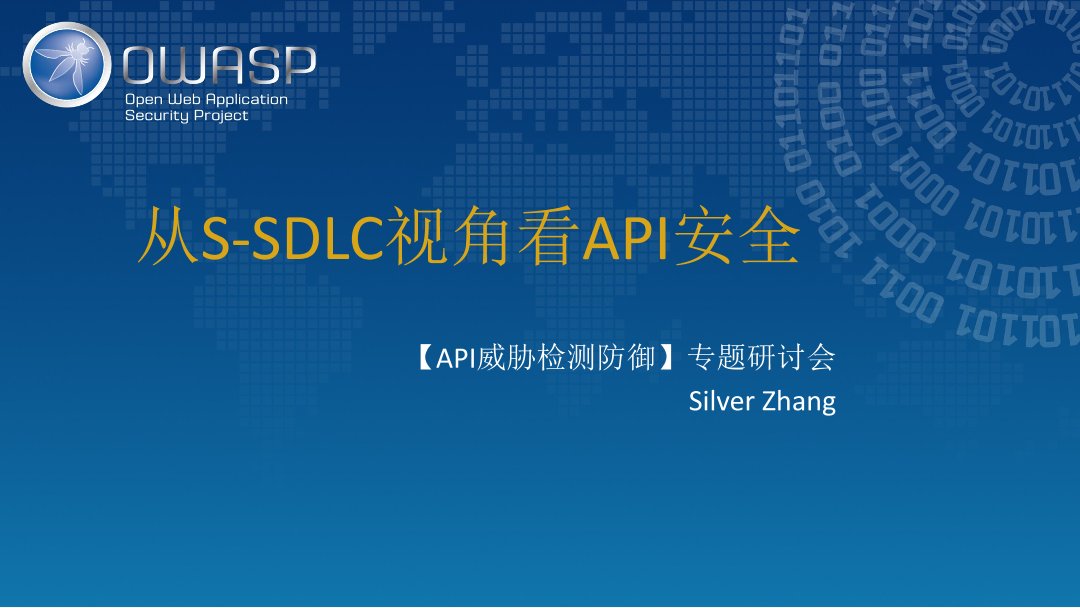 OWASP
Open Web Application
Security Project
从S-SDLC视角看API安全
【API威胁检测防御】专题研讨会
Silver Zhang